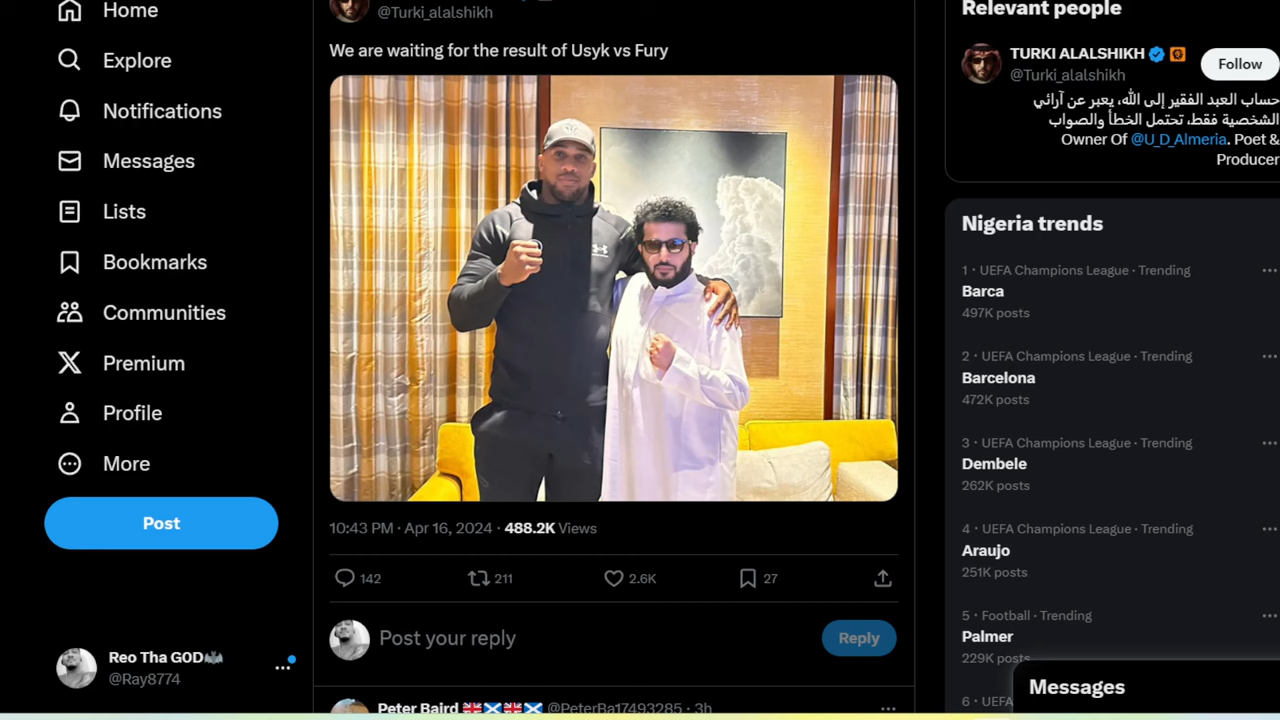 Home
Explore
Notifications
Messages
Lists
Bookmarks
Communities
Premium
Profile
More
Post
Reo Tha GOD🦇
@Ray8774
@Turki_alalshikh
We are waiting for the result of Usyk vs Fury
UNDER ARMOUR
10:43 PM · Apr 16, 2024 · 488.2K Views
142
211
2.6K
27
Post your reply
Reply
Peter Baird 🇬🇧🏴󠁧󠁢󠁳󠁣󠁴󠁿🇬🇧🏴󠁧󠁢󠁳󠁣󠁴󠁿 @PeterBa17493285 · 3h
Relevant people
TURKI ALALSHIKH
@Turki_alalshikh
Follow
حساب العبد الفقير إلى الله، يعبر عن آرائي
الشخصية فقط، تحتمل الخطأ والصواب
Owner Of @U_D_Almeria. Poet &
Producer
Nigeria trends
1 · UEFA Champions League · Trending
Barca
497K posts
2 · UEFA Champions League · Trending
Barcelona
472K posts
3 · UEFA Champions League · Trending
Dembele
262K posts
4 · UEFA Champions League · Trending
Araujo
251K posts
5 · Football · Trending
Palmer
229K posts
6 · UEFA
Messages